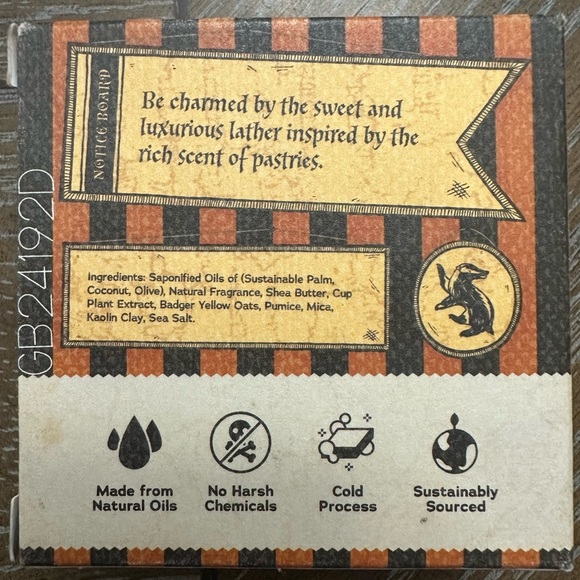 NOTICE BOARD
Be charmed by the sweet and
luxurious lather inspired by the
rich scent of pastries.
GB24192D
Ingredients: Saponified Oils of (Sustainable Palm,
Coconut, Olive), Natural Fragrance, Shea Butter, Cup
Plant Extract, Badger Yellow Oats, Pumice, Mica,
Kaolin Clay, Sea Salt.
Made from
Natural Oils
No Harsh
Chemicals
Cold
Process
Sustainably
Sourced